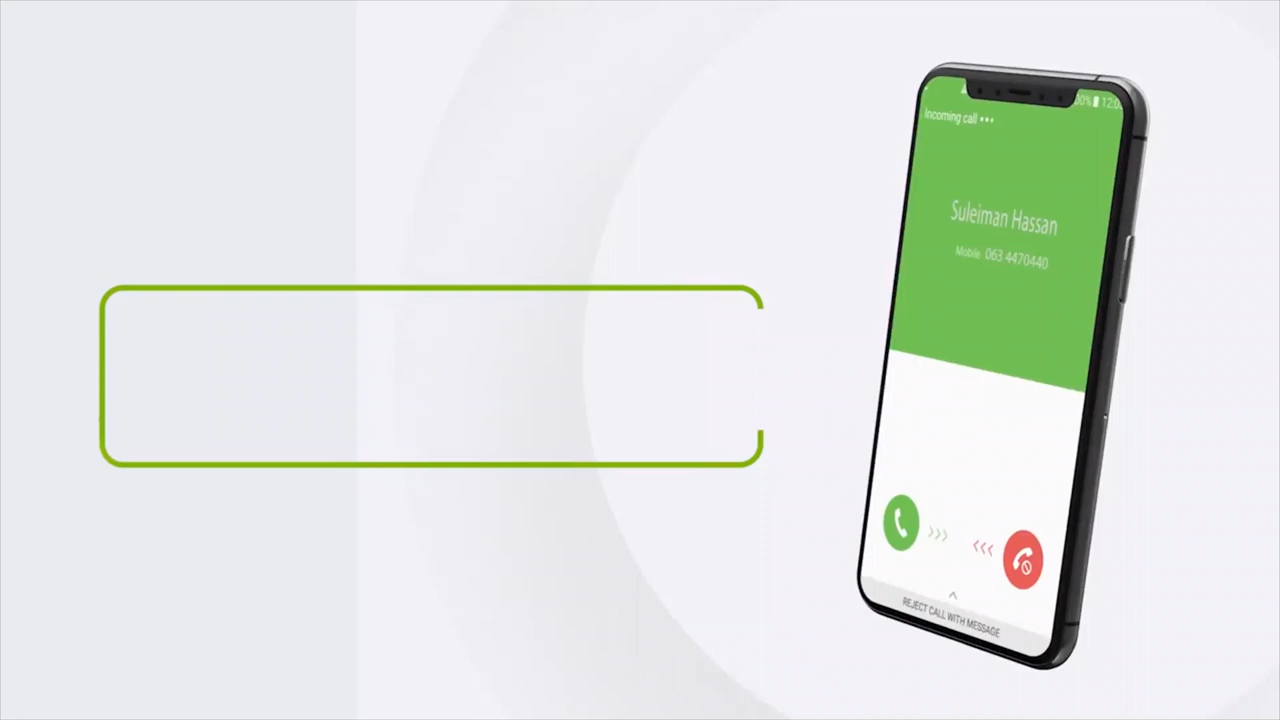 Incoming call •••
Suleiman Hassan
Mobile 063 4470440
REJECT CALL WITH MESSAGE